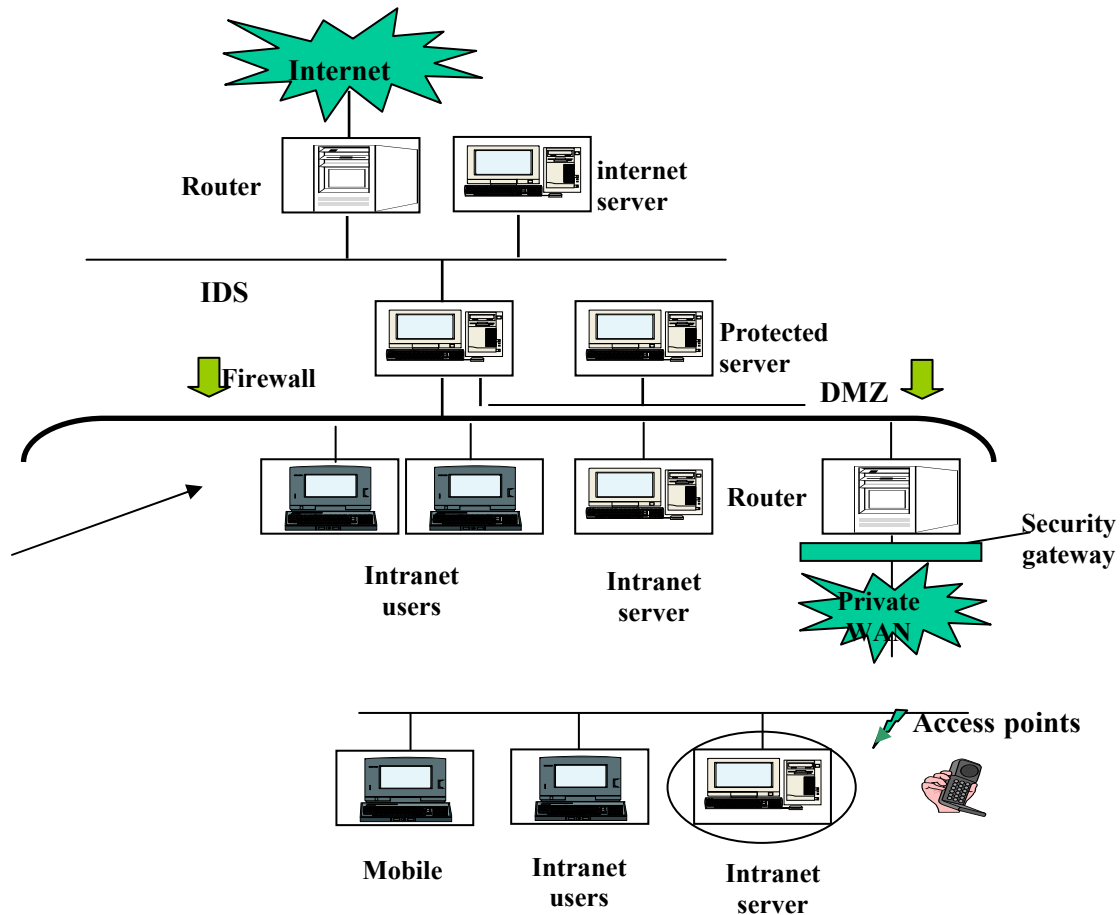 Internet
Router
internet
server
IDS
Protected
server
Firewall
DMZ
Router
Security
gateway
Intranet
users
Intranet
server
Private
WAN
Access points
Mobile
Intranet
users
Intranet
server